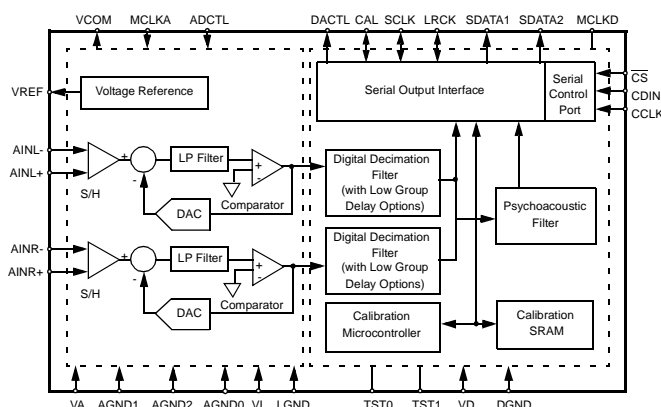 VCOM MCLKA ADCTL DACTL CAL SCLK LRCK SDATA1 SDATA2 MCLKD
VREF
Voltage Reference
Serial Output Interface
Serial
Control
Port
CS
CDIN
CCLK
AINL-
AINL+
S/H
+
-
LP Filter
+
-
Comparator
DAC
Digital Decimation
Filter
(with Low Group
Delay Options)
Psychoacoustic
Filter
AINR-
AINR+
S/H
+
-
LP Filter
+
-
Comparator
DAC
Digital Decimation
Filter
(with Low Group
Delay Options)
Calibration
Microcontroller
Calibration
SRAM
VA AGND1 AGND2 AGND0 VL LGND TST0 TST1 VD DGND